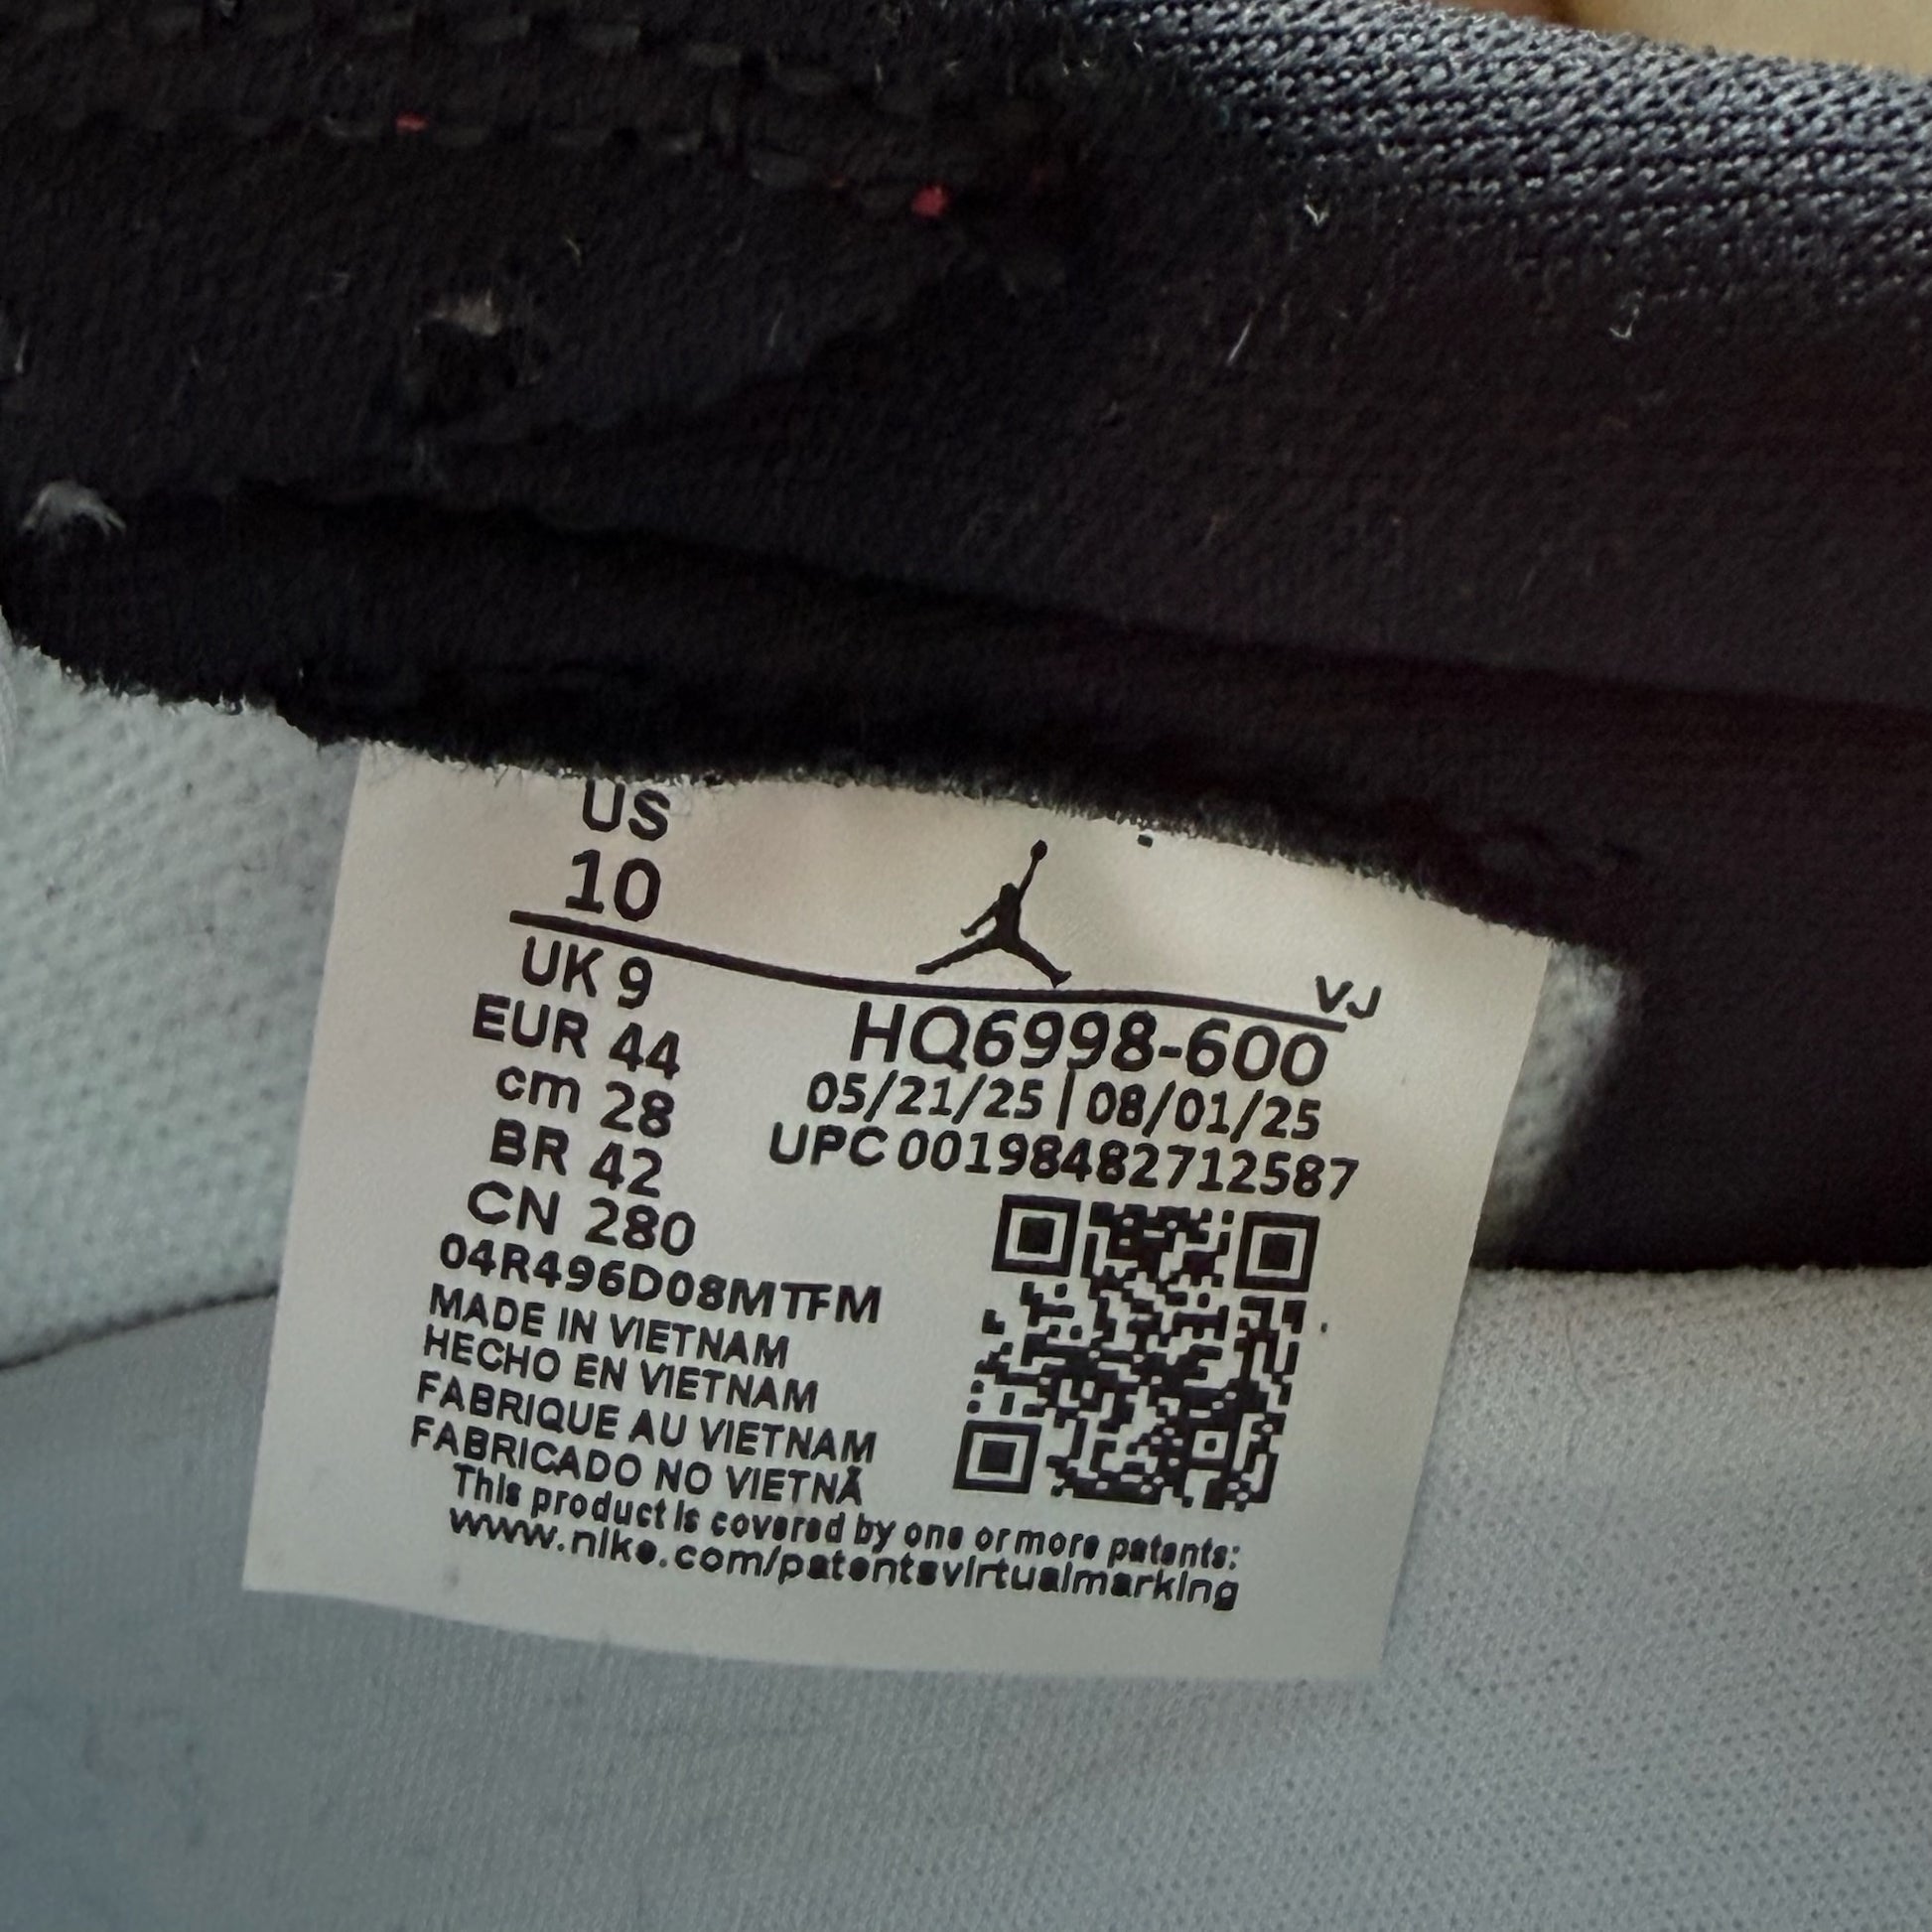 US
10
VJ
UK 9
EUR 44
cm 28
BR 42
CN 280
HQ6998-600
05/21/25 | 08/01/25
UPC 00198482712587
04R496D08MTFM
MADE IN VIETNAM
HECHO EN VIETNAM
FABRIQUE AU VIETNAM
FABRICADO NO VIETNÃ
This product is covered by one or more patents:
www.nike.com/patentsvirtualmarking